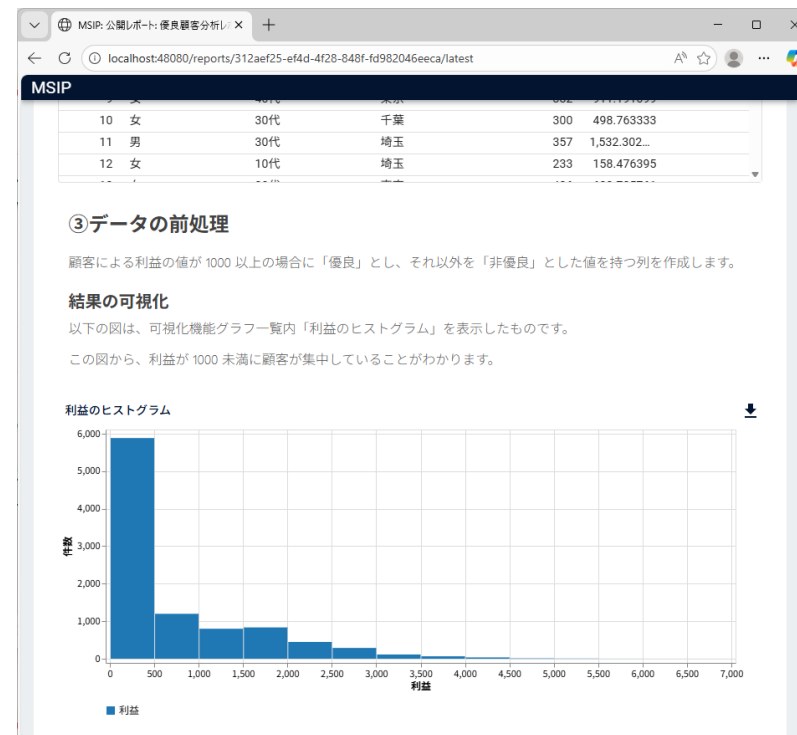 MSIP: 公開レポート: 優良顧客分析レ
localhost:48080/reports/312aef25-ef4d-4f28-848f-fd982046eeca/latest
MSIP
10 女 30代 千葉 300 498.763333
11 男 30代 埼玉 357 1,532.302...
12 女 10代 埼玉 233 158.476395
③データの前処理
顧客による利益の値が 1000 以上の場合に「優良」とし、それ以外を「非優良」とした値を持つ列を作成します。
結果の可視化
以下の図は、可視化機能グラフ一覧内「利益のヒストグラム」を表示したものです。
この図から、利益が 1000 未満に顧客が集中していることがわかります。
利益のヒストグラム
6,000
5,000
4,000
3,000
2,000
1,000
0
件数
0 500 1,000 1,500 2,000 2,500 3,000 3,500 4,000 4,500 5,000 5,500 6,000 6,500 7,000
利益
利益